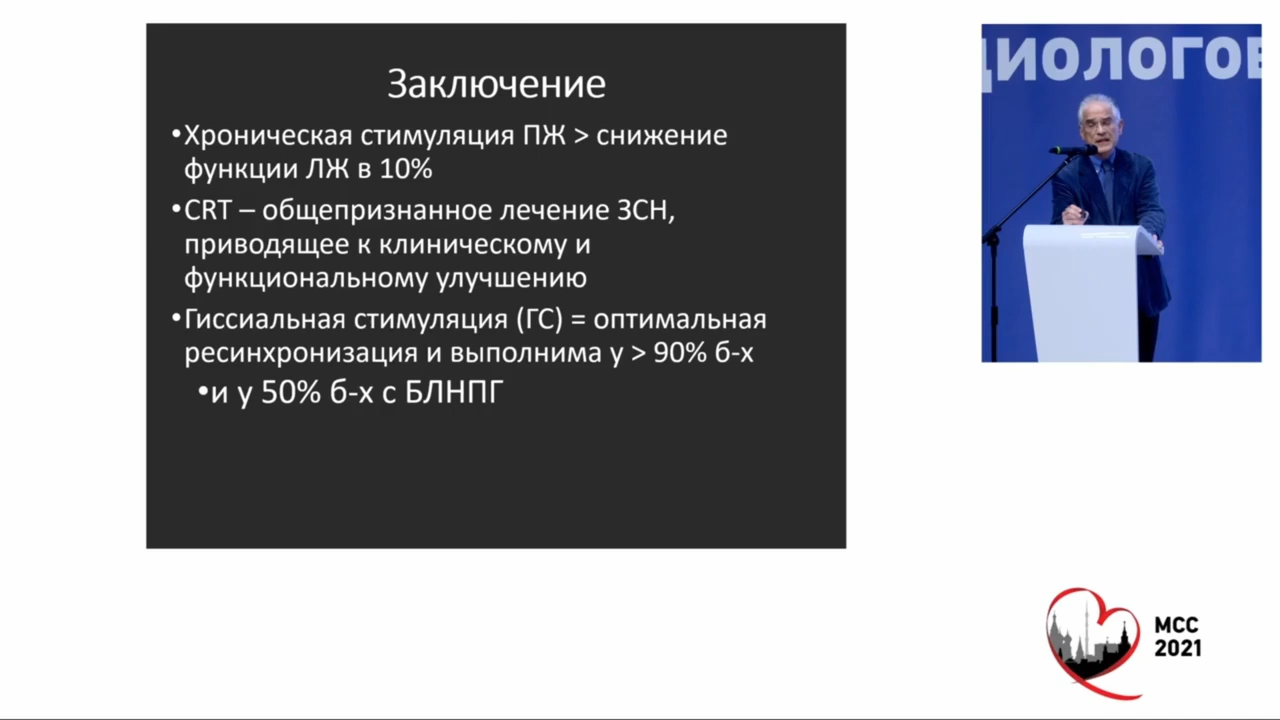 Заключение
•Хроническая стимуляция ПЖ > снижение
функции ЛЖ в 10%
•CRT – общепризнанное лечение ЗСН,
приводящее к клиническому и
функциональному улучшению
•Гиссиальная стимуляция (ГС) = оптимальная
ресинхронизация и выполнима у > 90% б-х
•и у 50% б-х с БЛНПГ
циологов
МСС
2021